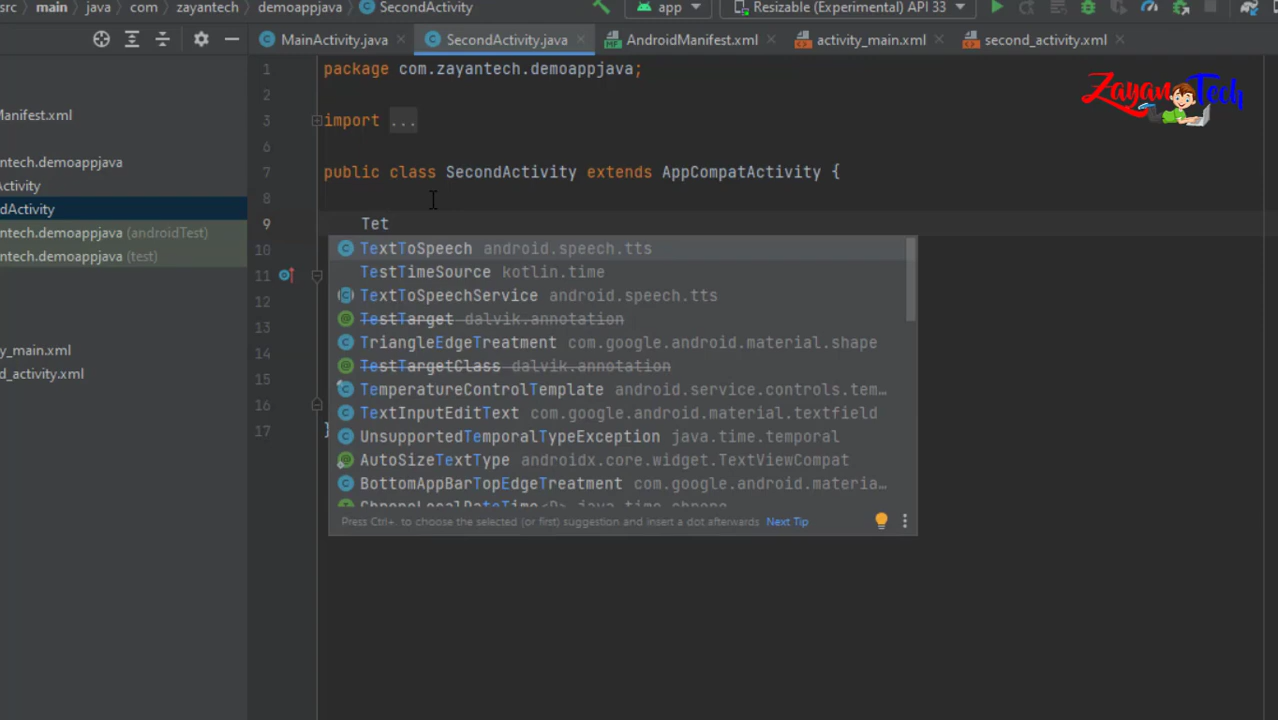 src main java com zayantech demoappjava SecondActivity app Resizable (Experimental) API 33
MainActivity.java SecondActivity.java AndroidManifest.xml activity_main.xml second_activity.xml
Zayan Tech
Manifest.xml
ntech.demoappjava
Activity
dActivity
ntech.demoappjava (androidTest)
ntech.demoappjava (test)
y_main.xml
d_activity.xml
1 package com.zayantech.demoappjava;
2
3 import ...
6
7 public class SecondActivity extends AppCompatActivity {
8
9 Tet
10
11
12
13
14
15
16
17 }
TextToSpeech android.speech.tts
TestTimeSource kotlin.time
TextToSpeechService android.speech.tts
TestTarget dalvik.annotation
TriangleEdgeTreatment com.google.android.material.shape
TestTargetClass dalvik.annotation
TemperatureControlTemplate android.service.controls.tem…
TextInputEditText com.google.android.material.textfield
UnsupportedTemporalTypeException java.time.temporal
AutoSizeTextType androidx.core.widget.TextViewCompat
BottomAppBarTopEdgeTreatment com.google.android.materia…
Press Ctrl+. to choose the selected (or first) suggestion and insert a dot afterwards Next Tip